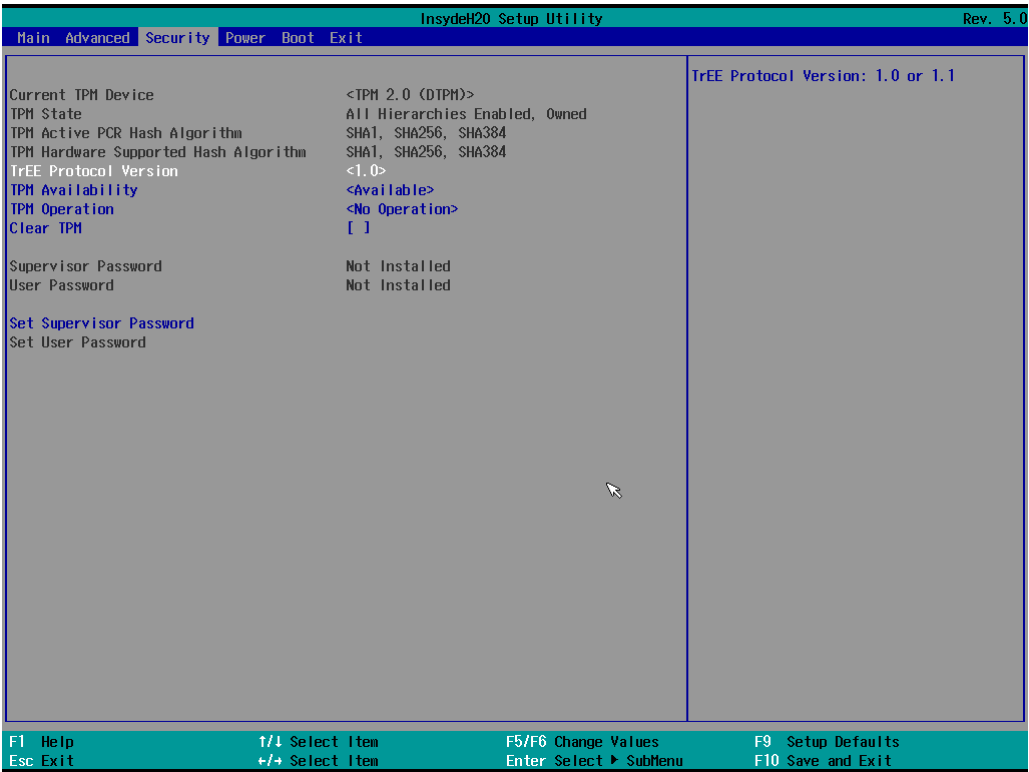 InsydeH20 Setup Utility Rev. 5.0
Main Advanced Security Power Boot Exit
TrEE Protocol Version: 1.0 or 1.1
Current TPM Device <TPM 2.0 (DTPM)>
TPM State All Hierarchies Enabled, Owned
TPM Active PCR Hash Algorithm SHA1, SHA256, SHA384
TPM Hardware Supported Hash Algorithm SHA1, SHA256, SHA384
TrEE Protocol Version <1.0>
TPM Availability <Available>
TPM Operation <No Operation>
Clear TPM [ ]
Supervisor Password Not Installed
User Password Not Installed
Set Supervisor Password
Set User Password
F1 Help ↑/↓ Select Item F5/F6 Change Values F9 Setup Defaults
Esc Exit ←/→ Select Item Enter Select ▶ SubMenu F10 Save and Exit